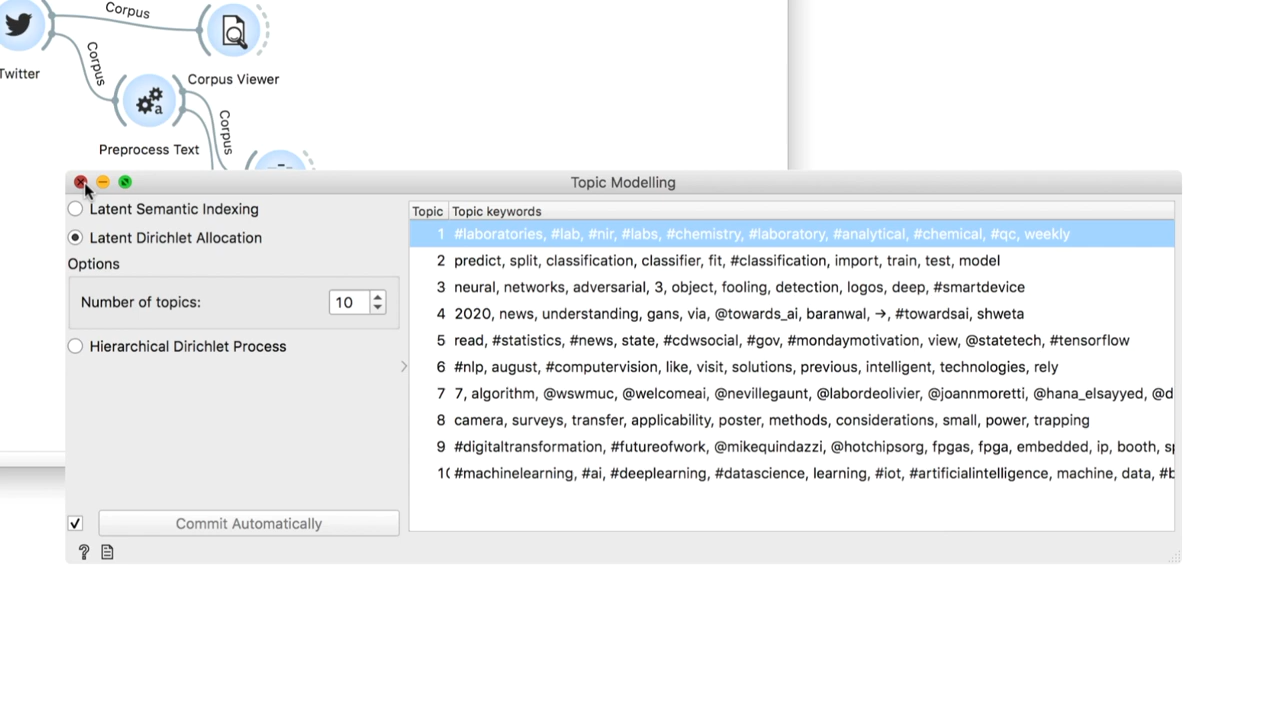 Corpus
Twitter
Corpus
Corpus Viewer
a
Corpus
Preprocess Text
Topic Modelling
Latent Semantic Indexing
Latent Dirichlet Allocation
Options
Number of topics: 10
Hierarchical Dirichlet Process
Commit Automatically
?
Topic Topic keywords
1 #laboratories, #lab, #nir, #labs, #chemistry, #laboratory, #analytical, #chemical, #qc, weekly
2 predict, split, classification, classifier, fit, #classification, import, train, test, model
3 neural, networks, adversarial, 3, object, fooling, detection, logos, deep, #smartdevice
4 2020, news, understanding, gans, via, @towards_ai, baranwal, →, #towardsai, shweta
5 read, #statistics, #news, state, #cdwsocial, #gov, #mondaymotivation, view, @statetech, #tensorflow
6 #nlp, august, #computervision, like, visit, solutions, previous, intelligent, technologies, rely
7 7, algorithm, @wswmuc, @welcomeai, @nevillegaunt, @labordeolivier, @joannmoretti, @hana_elsayyed, @d
8 camera, surveys, transfer, applicability, poster, methods, considerations, small, power, trapping
9 #digitaltransformation, #futureofwork, @mikequindazzi, @hotchipsorg, fpgas, fpga, embedded, ip, booth,
10 #machinelearning, #ai, #deeplearning, #datascience, learning, #iot, #artificialintelligence, machine, data, #b